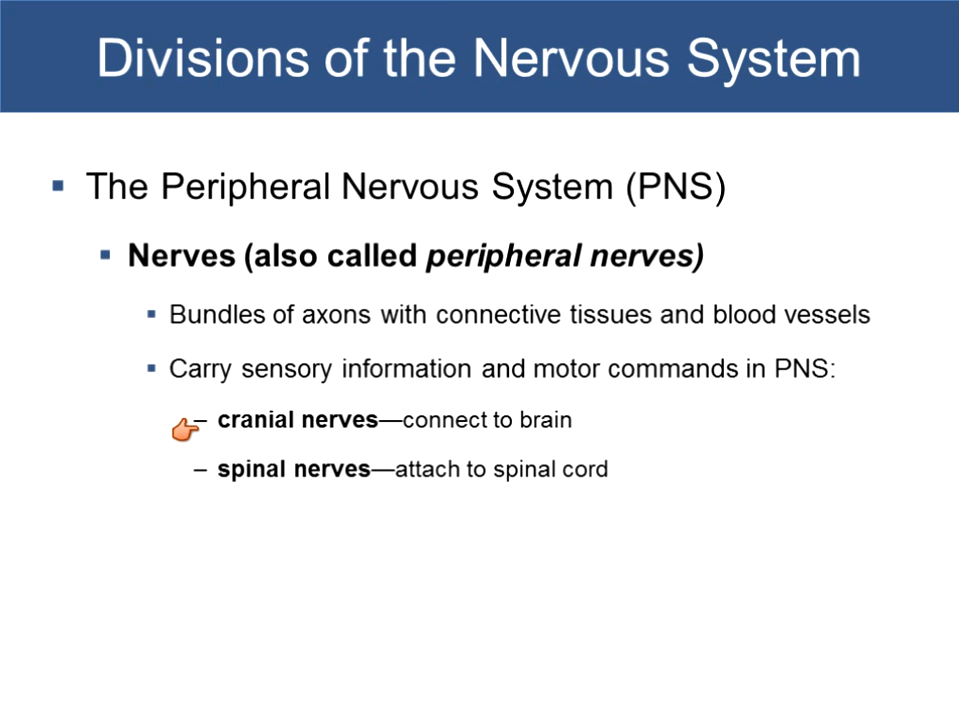 Divisions of the Nervous System
▪ The Peripheral Nervous System (PNS)
▪ Nerves (also called peripheral nerves)
▪ Bundles of axons with connective tissues and blood vessels
▪ Carry sensory information and motor commands in PNS:
– cranial nerves—connect to brain
– spinal nerves—attach to spinal cord